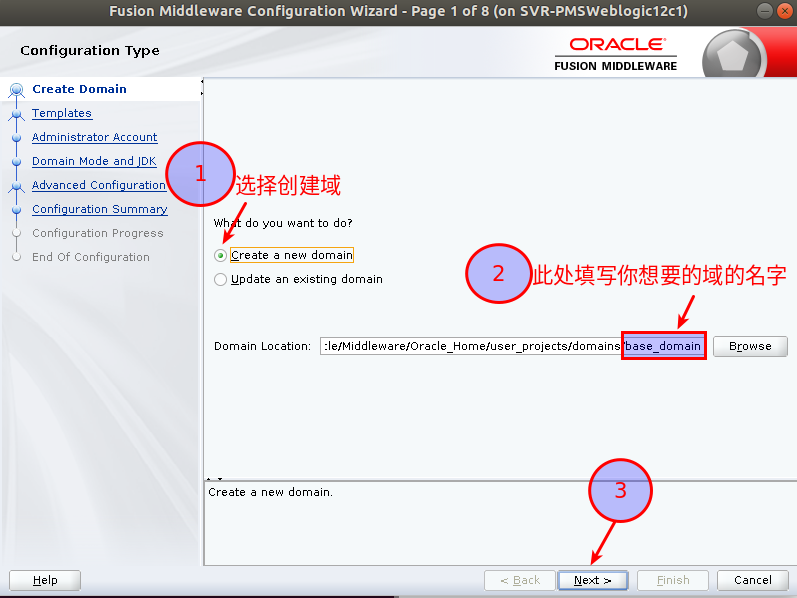 Fusion Middleware Configuration Wizard - Page 1 of 8 (on SVR-PMSWeblogic12c1)
Configuration Type
ORACLE
FUSION MIDDLEWARE
Create Domain
Templates
Administrator Account
Domain Mode and JDK
Advanced Configuration
Configuration Summary
Configuration Progress
End Of Configuration
1
选择创建域
What do you want to do?
Create a new domain
Update an existing domain
2
此处填写你想要的域的名字
Domain Location: :le/Middleware/Oracle_Home/user_projects/domains/base_domain Browse
Create a new domain.
3
Help < Back Next > Finish Cancel